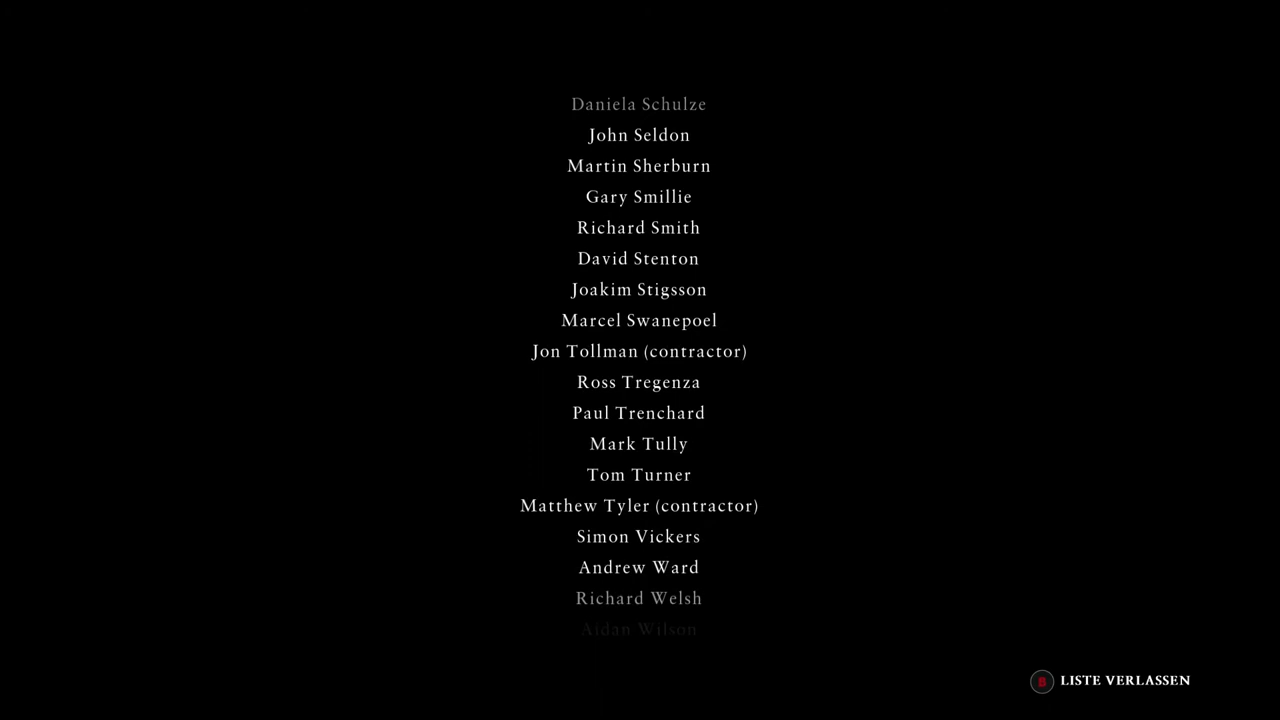 Daniela Schulze
John Seldon
Martin Sherburn
Gary Smillie
Richard Smith
David Stenton
Joakim Stigsson
Marcel Swanepoel
Jon Tollman (contractor)
Ross Tregenza
Paul Trenchard
Mark Tully
Tom Turner
Matthew Tyler (contractor)
Simon Vickers
Andrew Ward
Richard Welsh
Aidan Wilson
B LISTE VERLASSEN